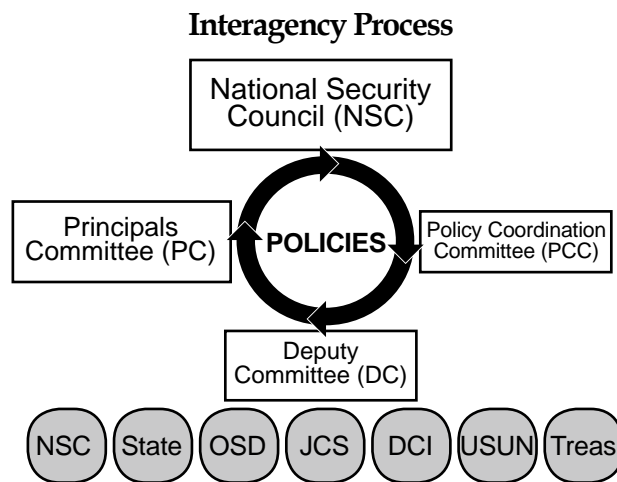 Interagency Process
National Security
Council (NSC)
Principals
Committee (PC)
POLICIES
Policy Coordination
Committee (PCC)
Deputy
Committee (DC)
NSC State OSD JCS DCI USUN Treas